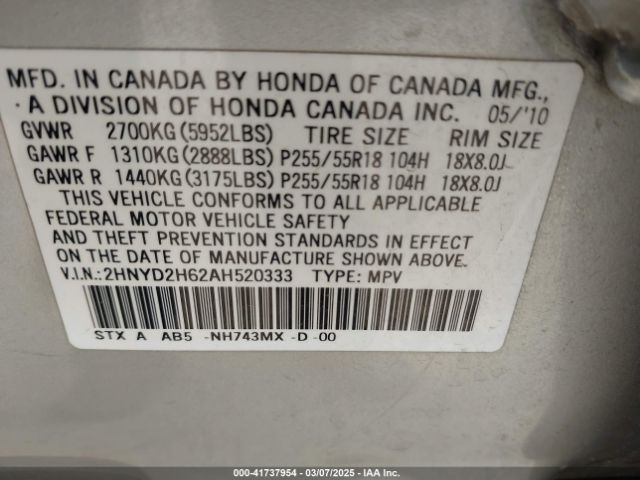 MFD. IN CANADA BY HONDA OF CANADA MFG.,
A DIVISION OF HONDA CANADA INC. 05/'10
GVWR 2700KG(5952LBS) TIRE SIZE RIM SIZE
GAWR F 1310KG(2888LBS) P255/55R18 104H 18X8.0J
GAWR R 1440KG(3175LBS) P255/55R18 104H 18X8.0J
THIS VEHICLE CONFORMS TO ALL APPLICABLE
FEDERAL MOTOR VEHICLE SAFETY
AND THEFT PREVENTION STANDARDS IN EFFECT
ON THE DATE OF MANUFACTURE SHOWN ABOVE.
V.I.N.:2HNYD2H62AH520333 TYPE: MPV
STX A AB5 -NH743MX -D -00
000-41737954 | 03/07/2025 - IAA Inc.